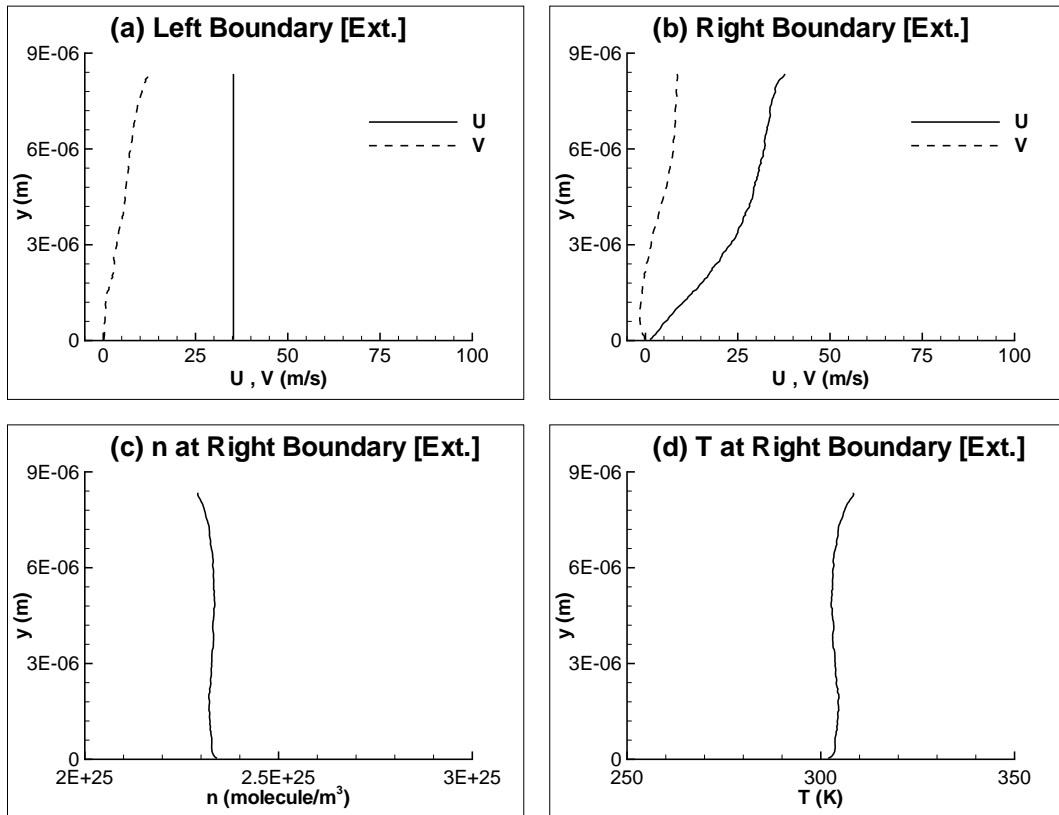 (a) Left Boundary [Ext.]
9E-06
6E-06
3E-06
0
y (m)
U
V
0 25 50 75 100
U , V (m/s)
(b) Right Boundary [Ext.]
9E-06
6E-06
3E-06
0
y (m)
U
V
0 25 50 75 100
U , V (m/s)
(c) n at Right Boundary [Ext.]
9E-06
6E-06
3E-06
0
y (m)
2E+25 2.5E+25 3E+25
n (molecule/m³)
(d) T at Right Boundary [Ext.]
9E-06
6E-06
3E-06
0
y (m)
250 300 350
T (K)